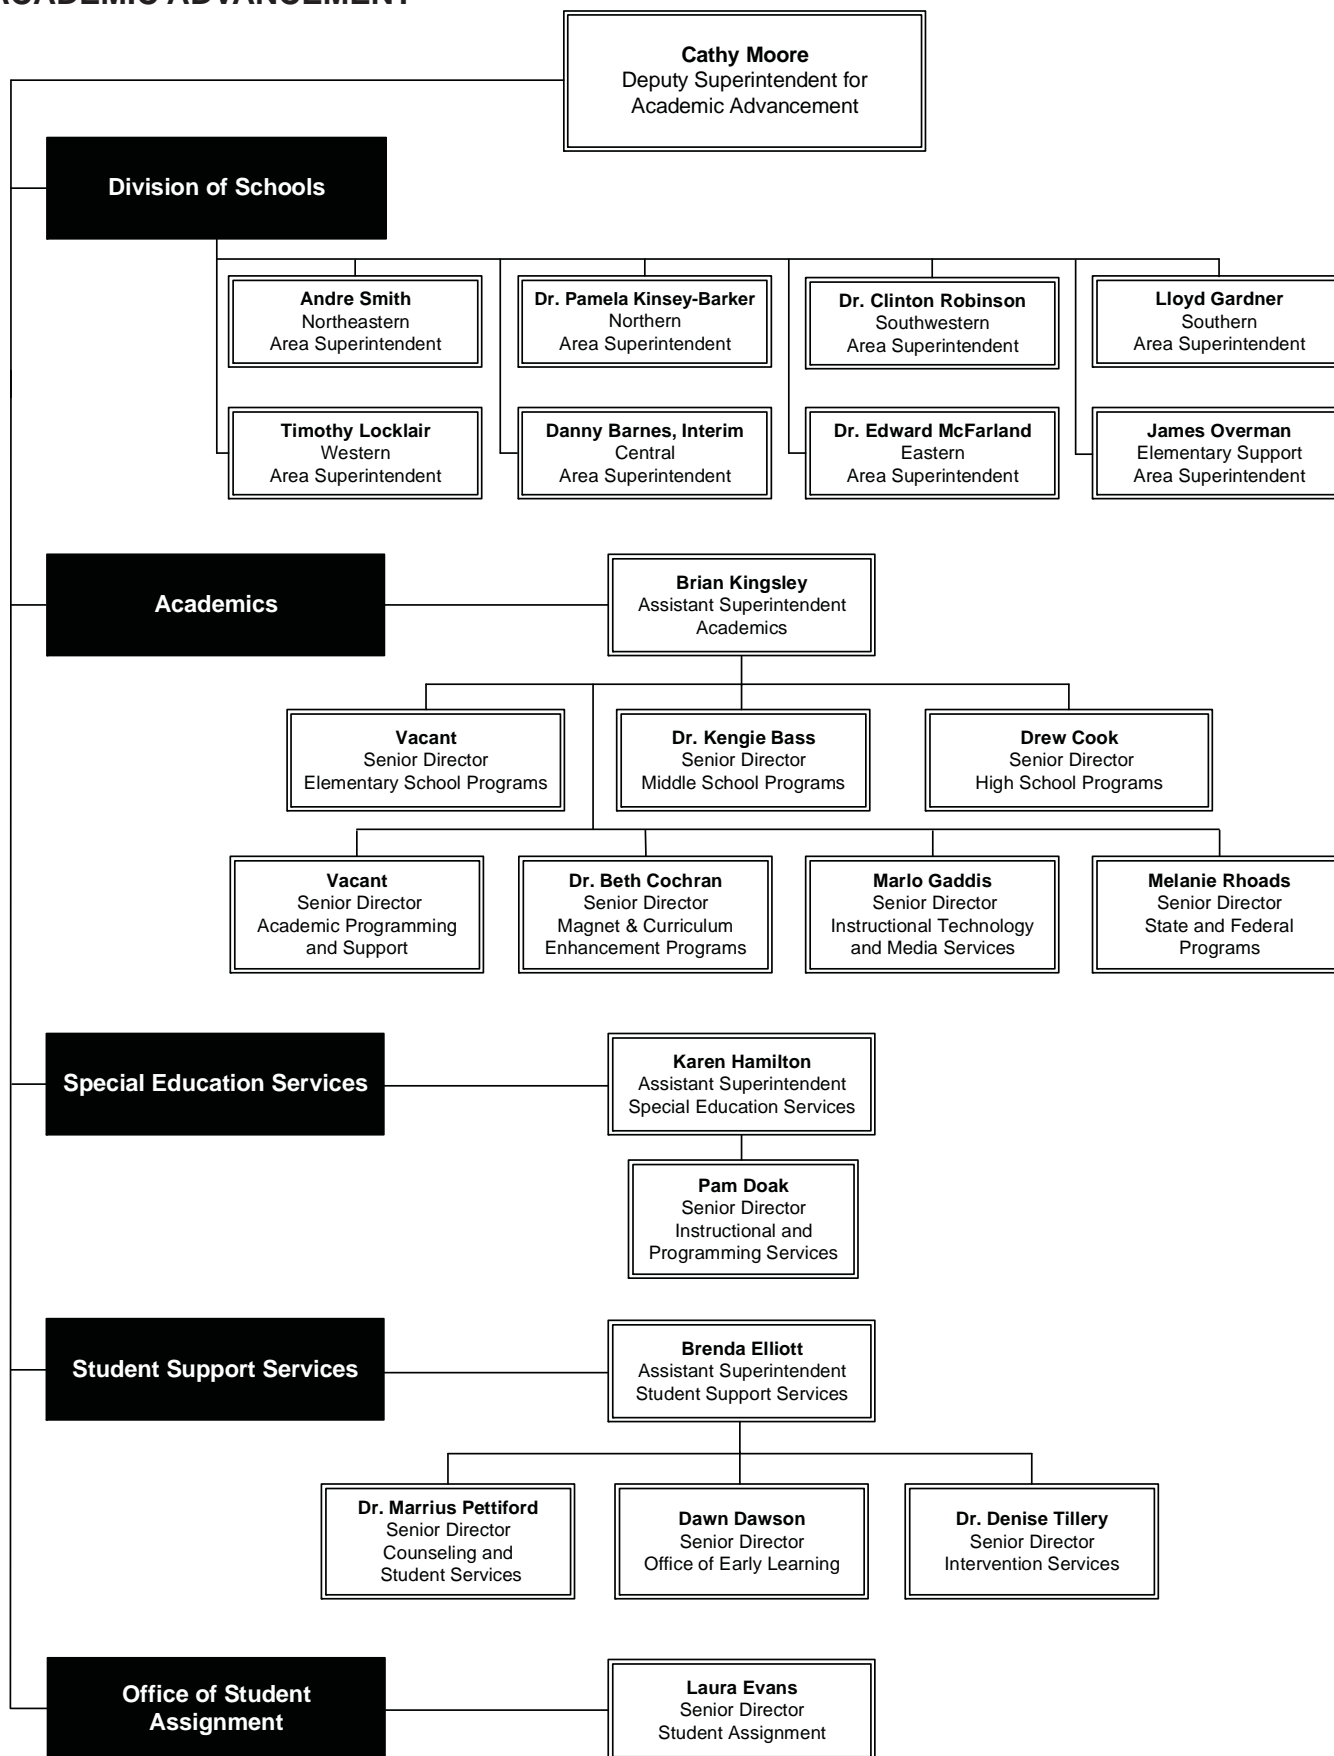 ACADEMIC ADVANCEMENT
Cathy Moore
Deputy Superintendent for
Academic Advancement
Division of Schools
Andre Smith
Northeastern
Area Superintendent
Dr. Pamela Kinsey-Barker
Northern
Area Superintendent
Dr. Clinton Robinson
Southwestern
Area Superintendent
Lloyd Gardner
Southern
Area Superintendent
Timothy Locklair
Western
Area Superintendent
Danny Barnes, Interim
Central
Area Superintendent
Dr. Edward McFarland
Eastern
Area Superintendent
James Overman
Elementary Support
Area Superintendent
Academics
Brian Kingsley
Assistant Superintendent
Academics
Vacant
Senior Director
Elementary School Programs
Dr. Kengie Bass
Senior Director
Middle School Programs
Drew Cook
Senior Director
High School Programs
Vacant
Senior Director
Academic Programming
and Support
Dr. Beth Cochran
Senior Director
Magnet & Curriculum
Enhancement Programs
Marlo Gaddis
Senior Director
Instructional Technology
and Media Services
Melanie Rhoads
Senior Director
State and Federal
Programs
Special Education Services
Karen Hamilton
Assistant Superintendent
Special Education Services
Pam Doak
Senior Director
Instructional and
Programming Services
Student Support Services
Brenda Elliott
Assistant Superintendent
Student Support Services
Dr. Marrius Pettiford
Senior Director
Counseling and
Student Services
Dawn Dawson
Senior Director
Office of Early Learning
Dr. Denise Tillery
Senior Director
Intervention Services
Office of Student
Assignment
Laura Evans
Senior Director
Student Assignment